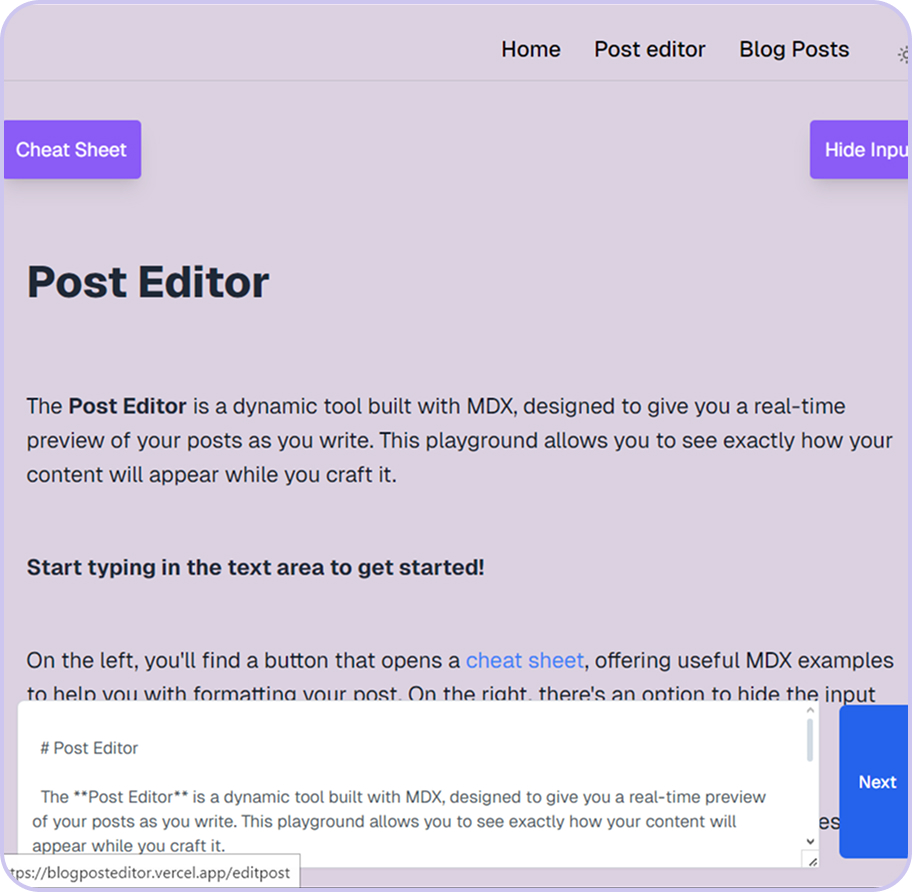 Home Post editor Blog Posts
Cheat Sheet
Hide Inpu
Post Editor
The Post Editor is a dynamic tool built with MDX, designed to give you a real-time
preview of your posts as you write. This playground allows you to see exactly how your
content will appear while you craft it.
Start typing in the text area to get started!
On the left, you'll find a button that opens a cheat sheet, offering useful MDX examples
to help you with formatting your post. On the right, there's an option to hide the input
# Post Editor
The **Post Editor** is a dynamic tool built with MDX, designed to give you a real-time preview
of your posts as you write. This playground allows you to see exactly how your content will
appear while you craft it.
es
Next
tps://blogposteditor.vercel.app/editpost